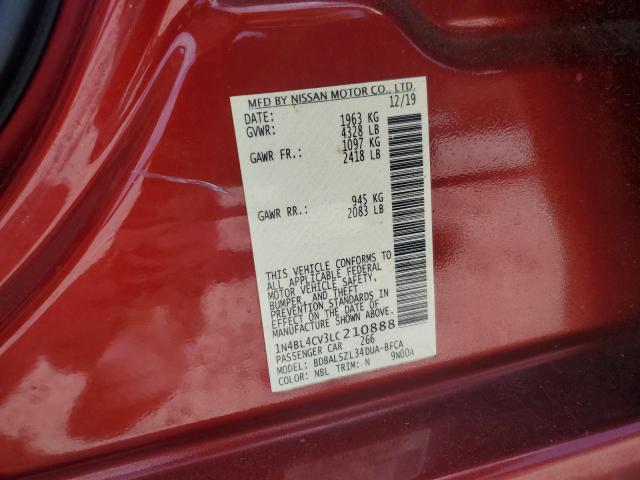 MFD BY NISSAN MOTOR CO., LTD.
DATE: 12/19
GVWR: 1963 KG
4328 LB
GAWR FR.: 1097 KG
2418 LB
GAWR RR.: 945 KG
2083 LB
THIS VEHICLE CONFORMS TO
ALL APPLICABLE FEDERAL
MOTOR VEHICLE SAFETY,
BUMPER, AND THEFT
PREVENTION STANDARDS IN
EFFECT ON THE DATE OF
MANUFACTURE SHOWN ABOVE.
1N4BL4CV3LC210888
PASSENGER CAR 266
MODEL: BDBALSZL34DUA-BFCA
COLOR: NBL TRIM: N 9N00A